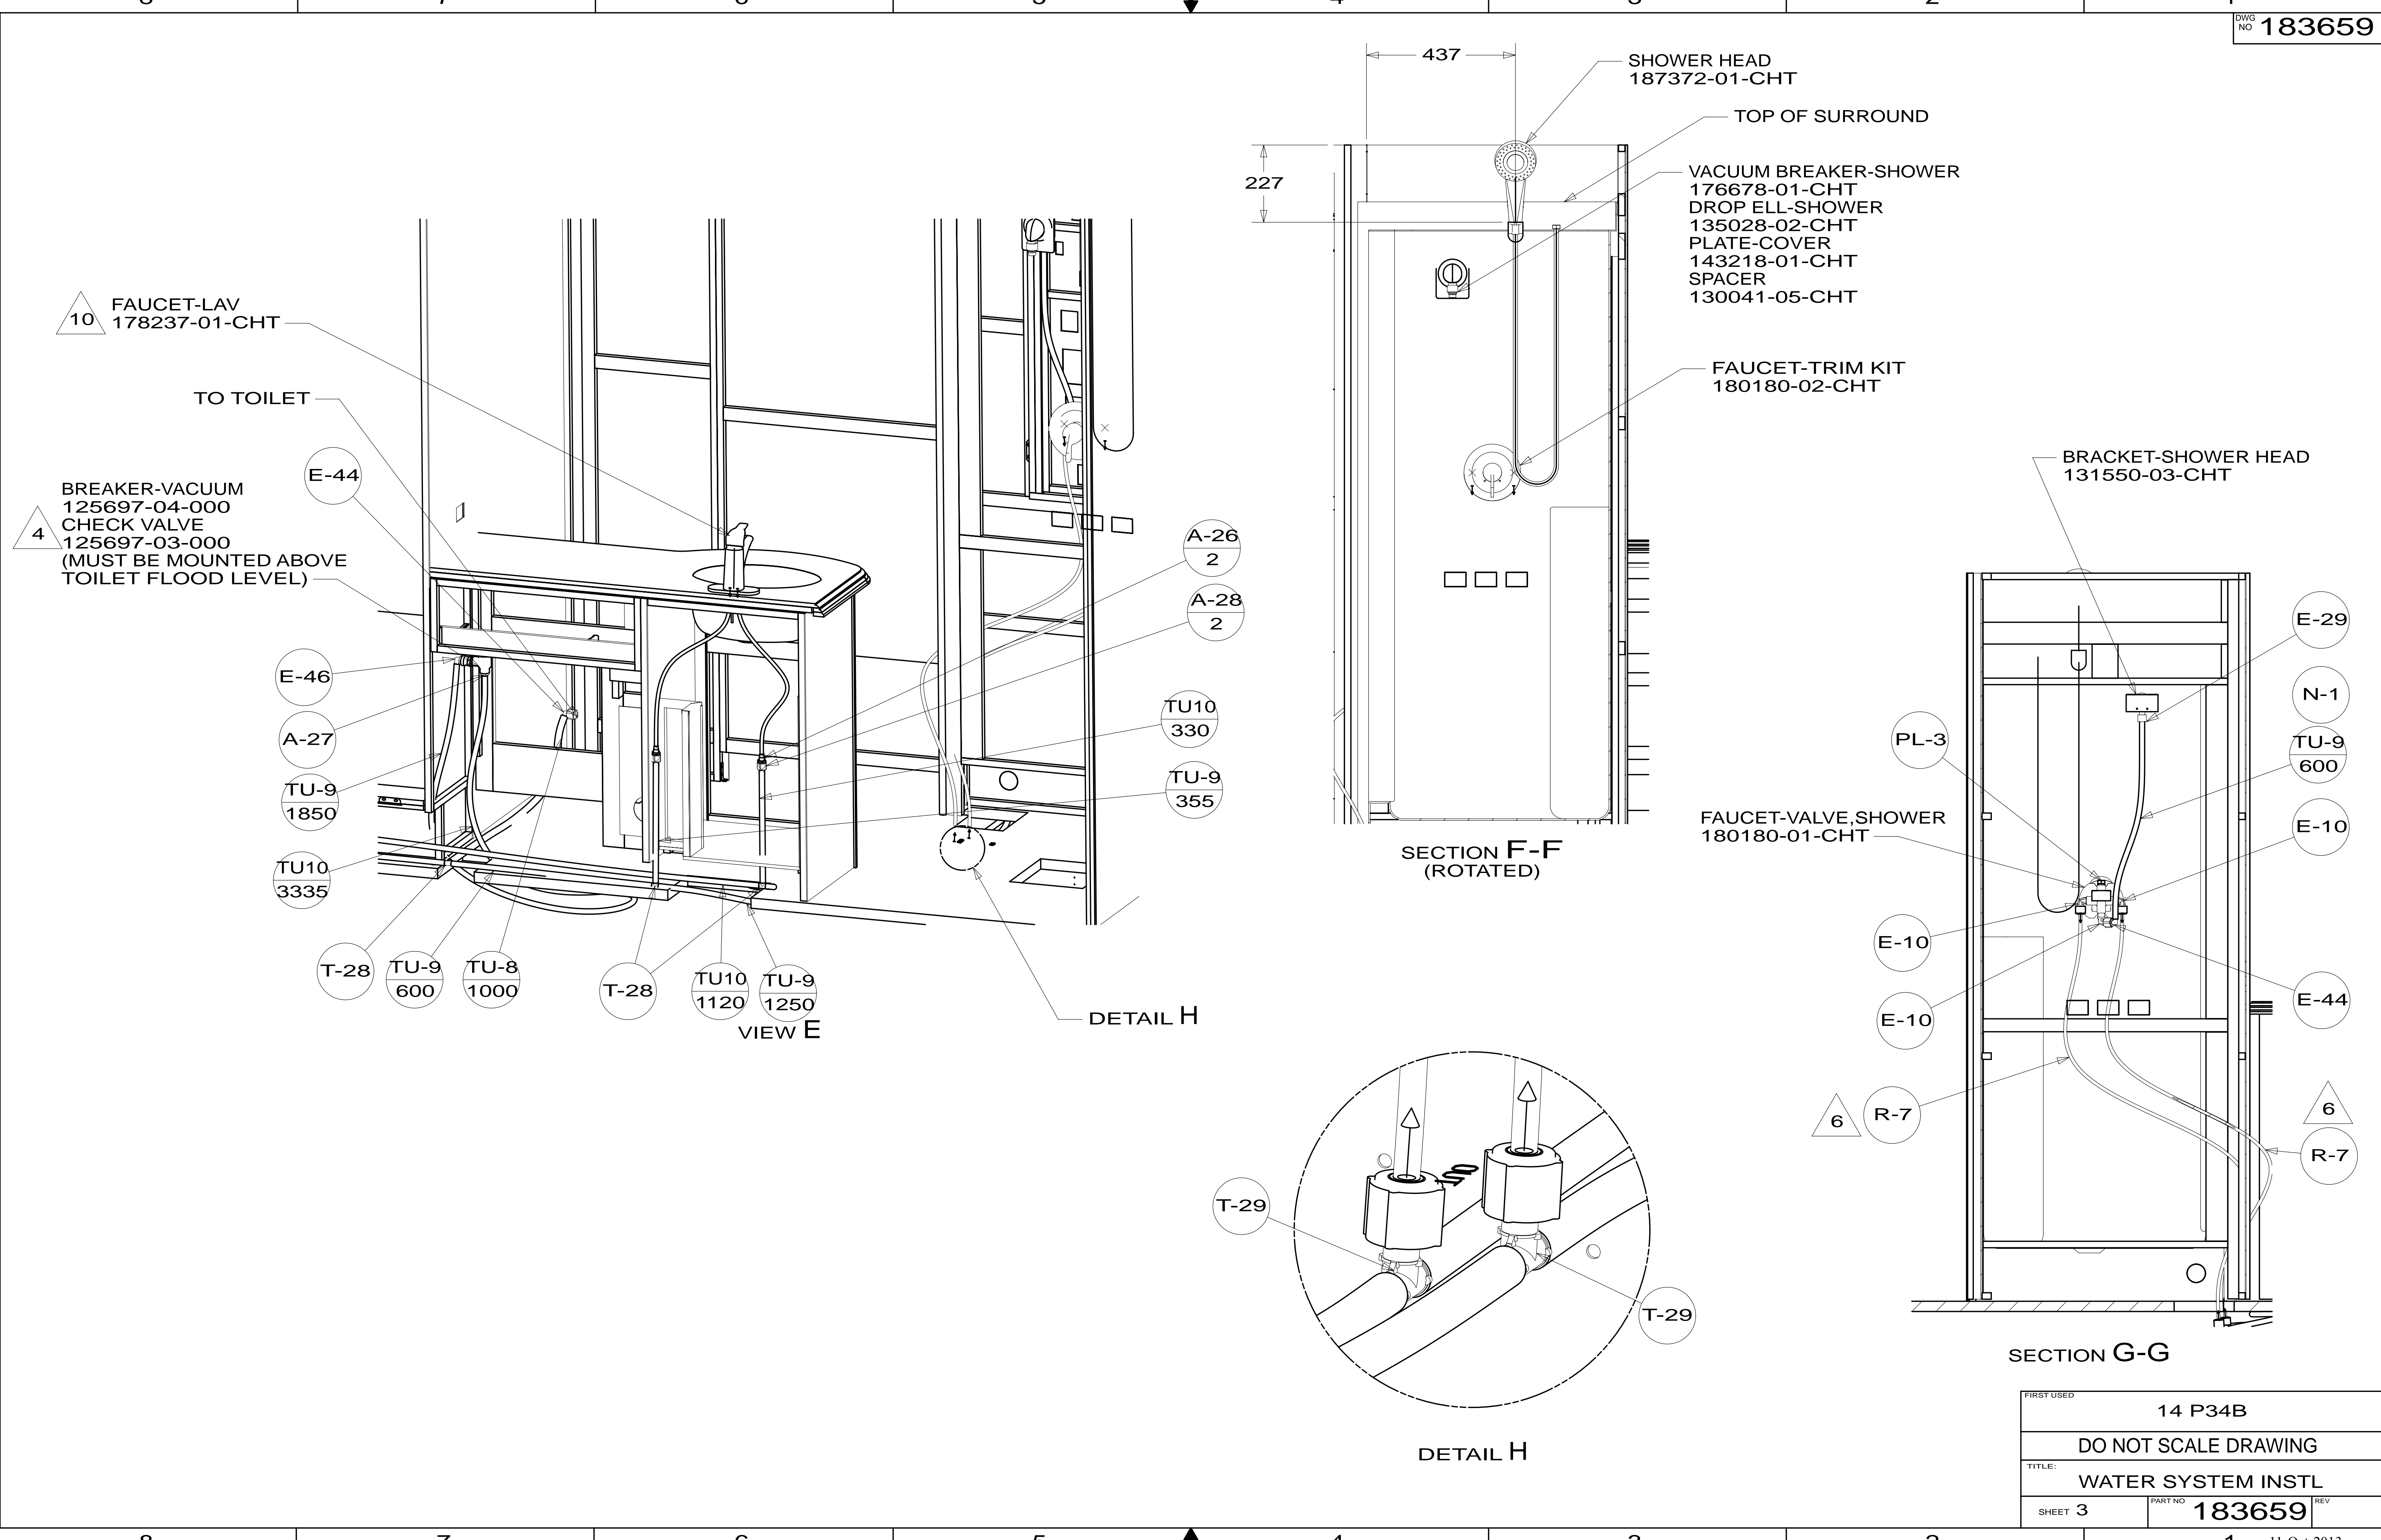 DWG NO 183659
437
SHOWER HEAD
187372-01-CHT
TOP OF SURROUND
227
VACUUM BREAKER-SHOWER
176678-01-CHT
DROP ELL-SHOWER
135028-02-CHT
PLATE-COVER
143218-01-CHT
SPACER
130041-05-CHT
FAUCET-TRIM KIT
180180-02-CHT
SECTION F-F
(ROTATED)
10
FAUCET-LAV
178237-01-CHT
TO TOILET
E-44
4
BREAKER-VACUUM
125697-04-000
CHECK VALVE
125697-03-000
(MUST BE MOUNTED ABOVE
TOILET FLOOD LEVEL)
E-46
A-27
TU-9
1850
TU10
3335
T-28
TU-9
600
TU-8
1000
T-28
TU10
1120
TU-9
1250
VIEW E
A-26
2
A-28
2
TU10
330
TU-9
355
DETAIL H
BRACKET-SHOWER HEAD
131550-03-CHT
E-29
N-1
PL-3
TU-9
600
FAUCET-VALVE,SHOWER
180180-01-CHT
E-10
E-10
E-10
E-44
6
R-7
6
R-7
SECTION G-G
T-29
T-29
DETAIL H
FIRST USED
14 P34B
DO NOT SCALE DRAWING
TITLE:
WATER SYSTEM INSTL
SHEET 3
PART NO 183659
REV